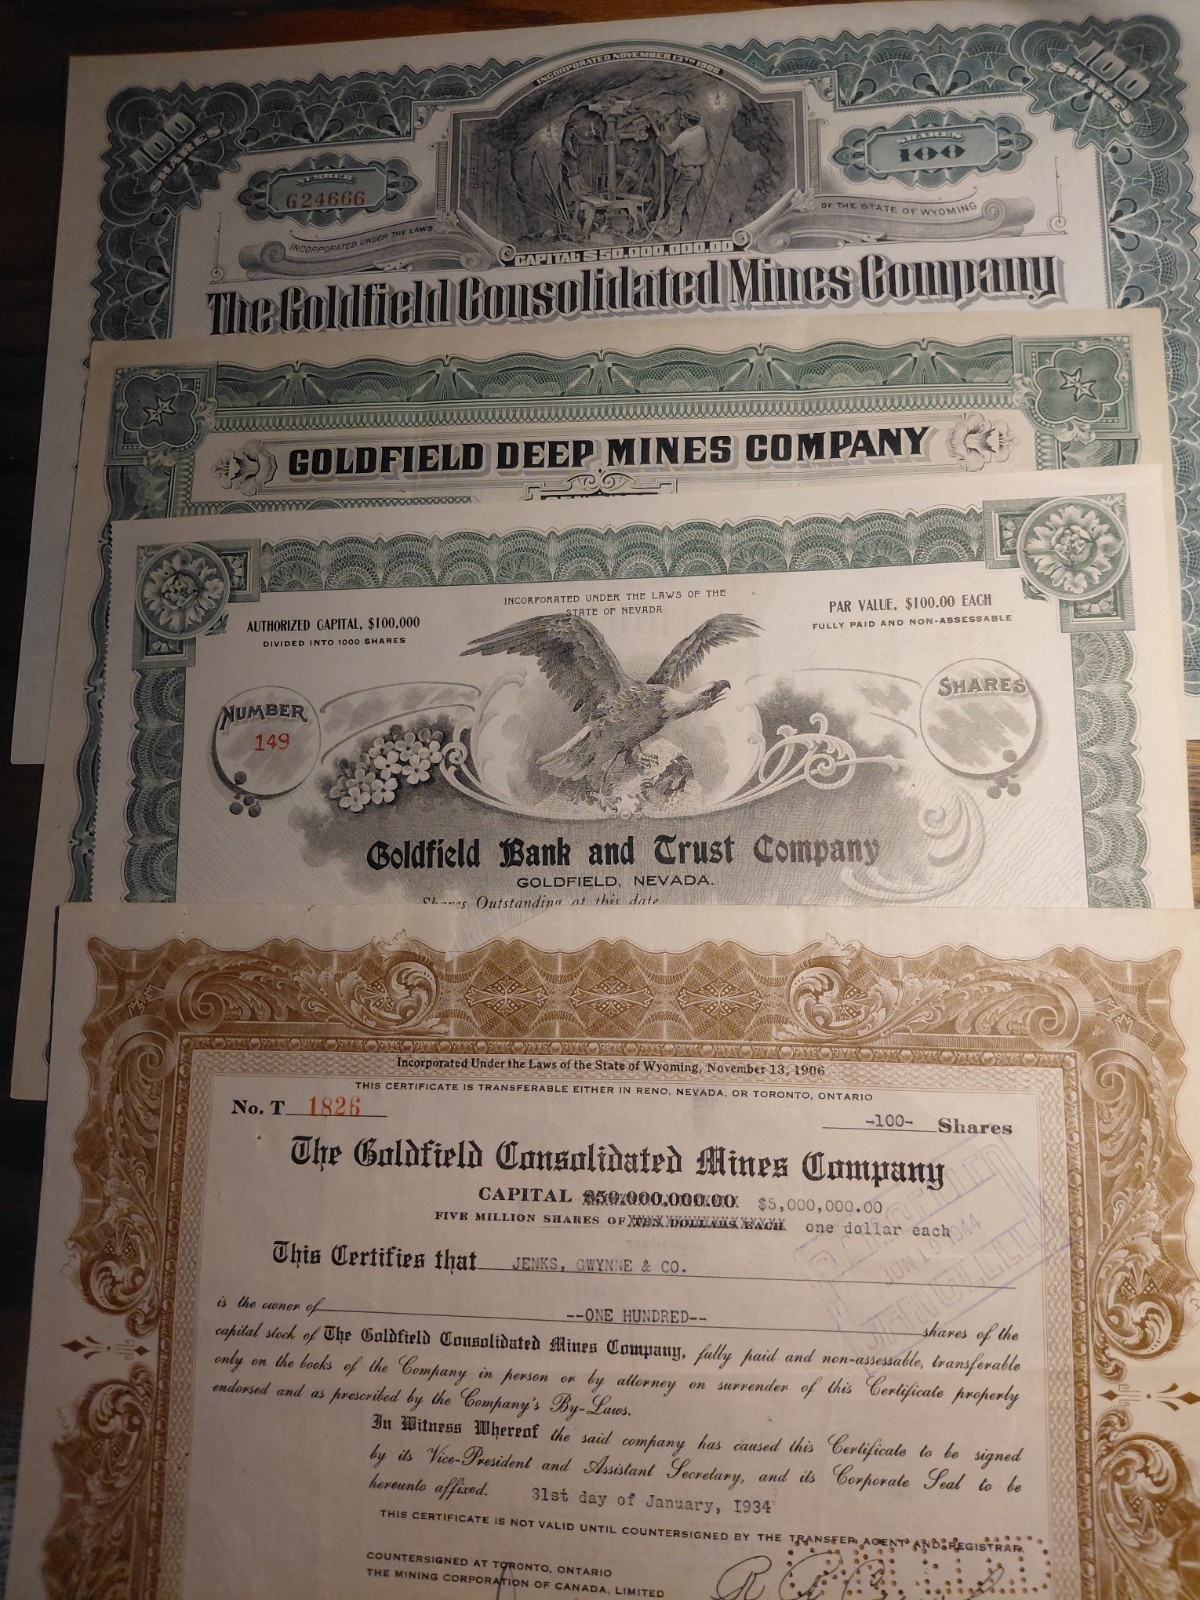 INCORPORATED NOVEMBER 13TH 1906
100 SHARES
100 SHARES
NUMBER
G24666
SHARES
100
INCORPORATED UNDER THE LAWS
OF THE STATE OF WYOMING
CAPITAL $50,000,000.00
The Goldfield Consolidated Mines Company
GOLDFIELD DEEP MINES COMPANY
INCORPORATED UNDER THE LAWS OF THE
STATE OF NEVADA
AUTHORIZED CAPITAL, $100,000
DIVIDED INTO 1000 SHARES
PAR VALUE, $100.00 EACH
FULLY PAID AND NON-ASSESSABLE
NUMBER
149
SHARES
Goldfield Bank and Trust Company
GOLDFIELD, NEVADA.
Shares Outstanding at this date
Incorporated Under the Laws of the State of Wyoming, November 13, 1906
THIS CERTIFICATE IS TRANSFERABLE EITHER IN RENO, NEVADA, OR TORONTO, ONTARIO
No. T 1826
-100- Shares
The Goldfield Consolidated Mines Company
CAPITAL $50,000,000.00 $5,000,000.00
FIVE MILLION SHARES OF TEN DOLLARS EACH one dollar each
This Certifies that JENKS, GWYNNE & CO.
is the owner of --ONE HUNDRED-- shares of the
capital stock of The Goldfield Consolidated Mines Company, fully paid and non-assessable, transferable
only on the books of the Company in person or by attorney on surrender of this Certificate properly
endorsed and as prescribed by the Company's By-Laws.
In Witness Whereof the said company has caused this Certificate to be signed
by its Vice-President and Assistant Secretary, and its Corporate Seal to be
hereunto affixed. 31st day of January, 1934
THIS CERTIFICATE IS NOT VALID UNTIL COUNTERSIGNED BY THE TRANSFER AGENT AND REGISTRAR
COUNTERSIGNED AT TORONTO, ONTARIO
THE MINING CORPORATION OF CANADA, LIMITED